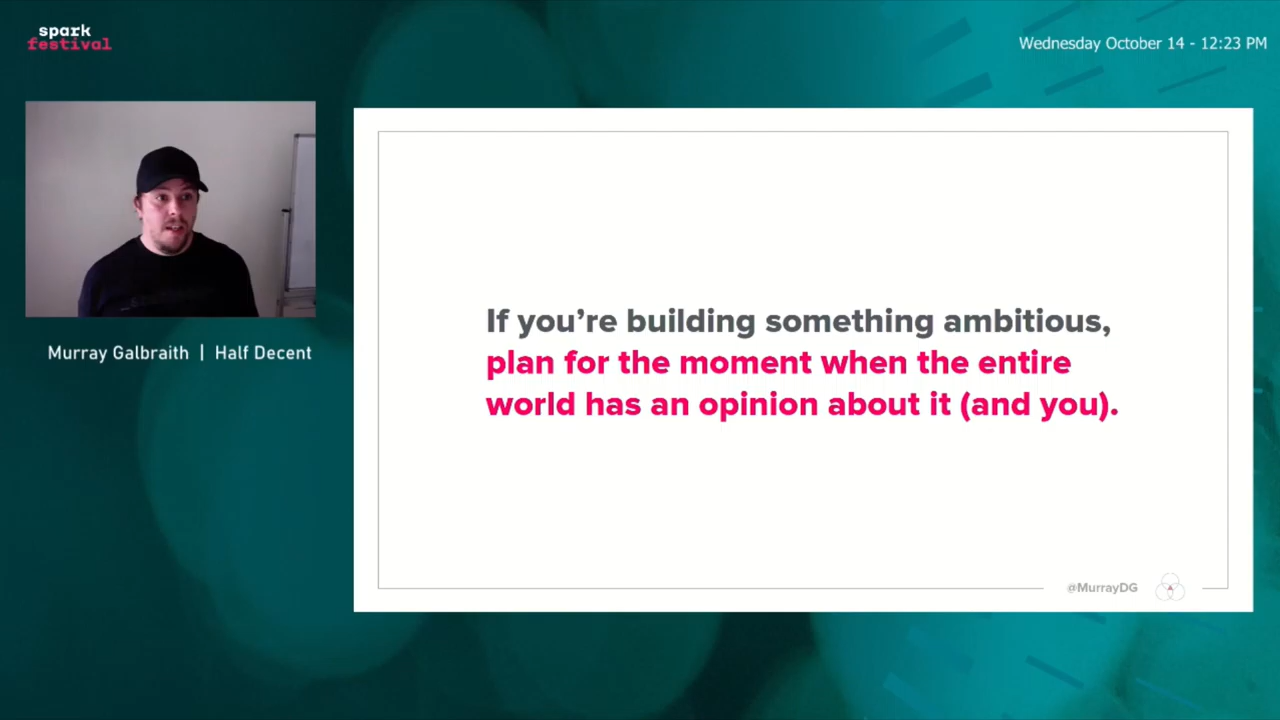 spark
festival
Wednesday October 14 - 12:23 PM
Murray Galbraith | Half Decent
If you’re building something ambitious,
plan for the moment when the entire
world has an opinion about it (and you).
@MurrayDG